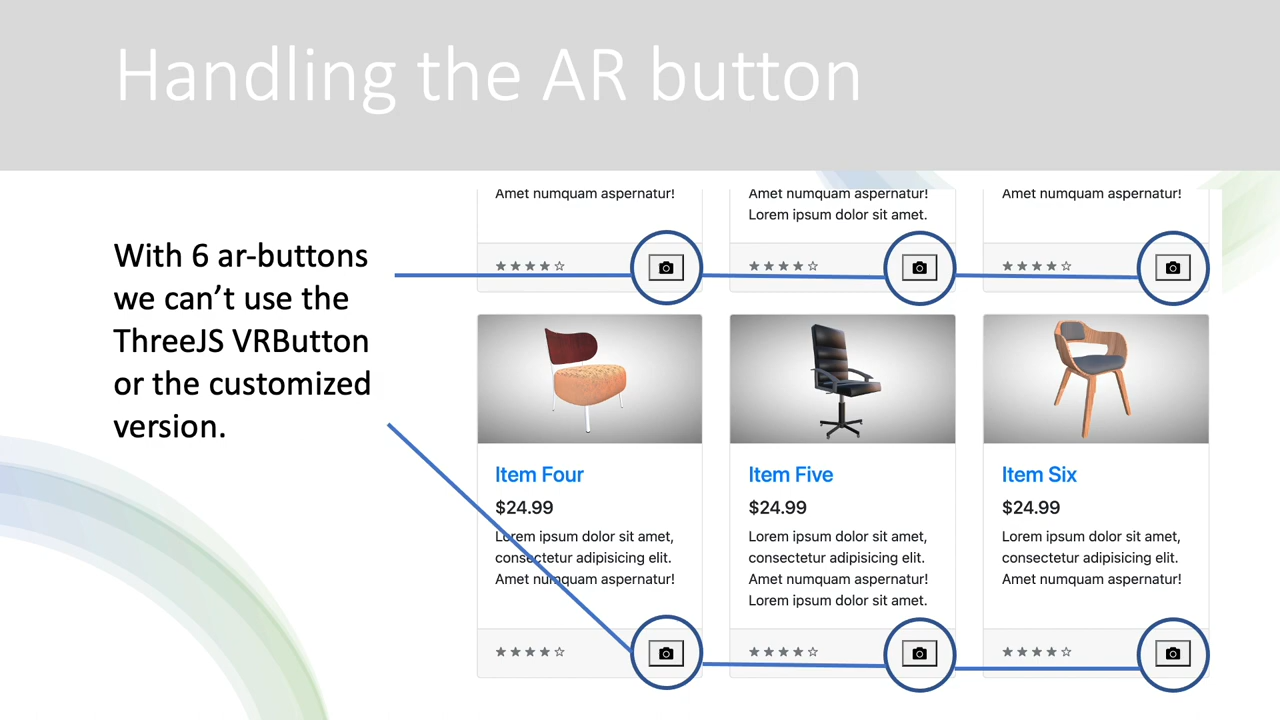 Handling the AR button
With 6 ar-buttons
we can’t use the
ThreeJS VRButton
or the customized
version.
Amet numquam aspernatur!
Amet numquam aspernatur!
Lorem ipsum dolor sit amet.
Amet numquam aspernatur!
★★★★☆
★★★★☆
★★★★☆
Item Four
$24.99
Lorem ipsum dolor sit amet,
consectetur adipisicing elit.
Amet numquam aspernatur!
★★★★☆
Item Five
$24.99
Lorem ipsum dolor sit amet,
consectetur adipisicing elit.
Amet numquam aspernatur!
Lorem ipsum dolor sit amet.
★★★★☆
Item Six
$24.99
Lorem ipsum dolor sit amet,
consectetur adipisicing elit.
Amet numquam aspernatur!
★★★★☆